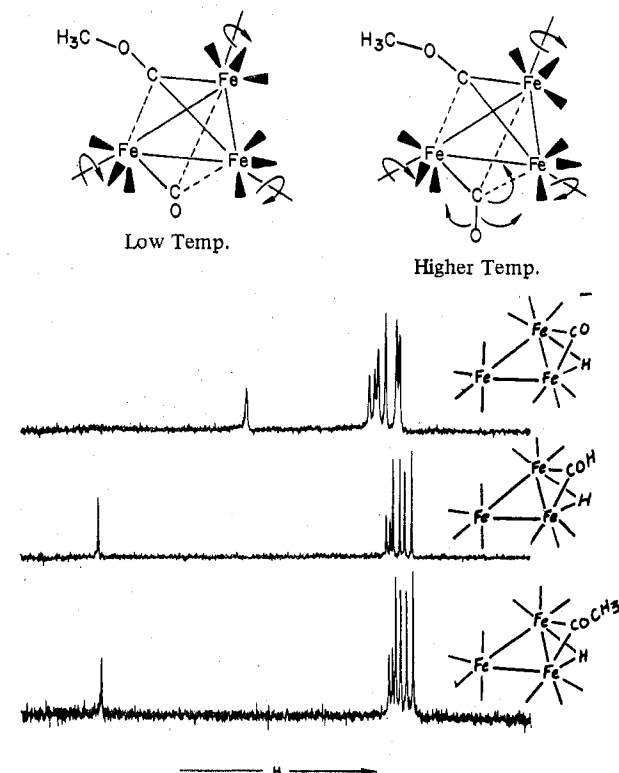 H₃C O C Fe
Fe Fe
C
O
Low Temp.
H₃C O C Fe
Fe Fe
C
O
Higher Temp.
Fe CO −
H
Fe Fe
Fe COH
H
Fe Fe
Fe COCH₃
H
Fe Fe
H